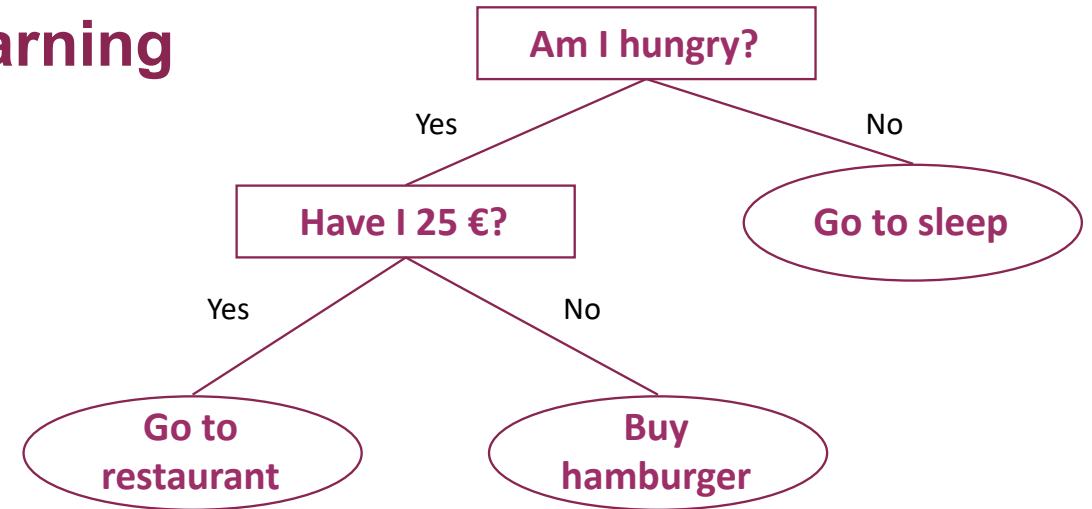 arning
Am I hungry?
Yes
No
Have I 25 €?
Go to sleep
Yes
No
Go to
restaurant
Buy
hamburger